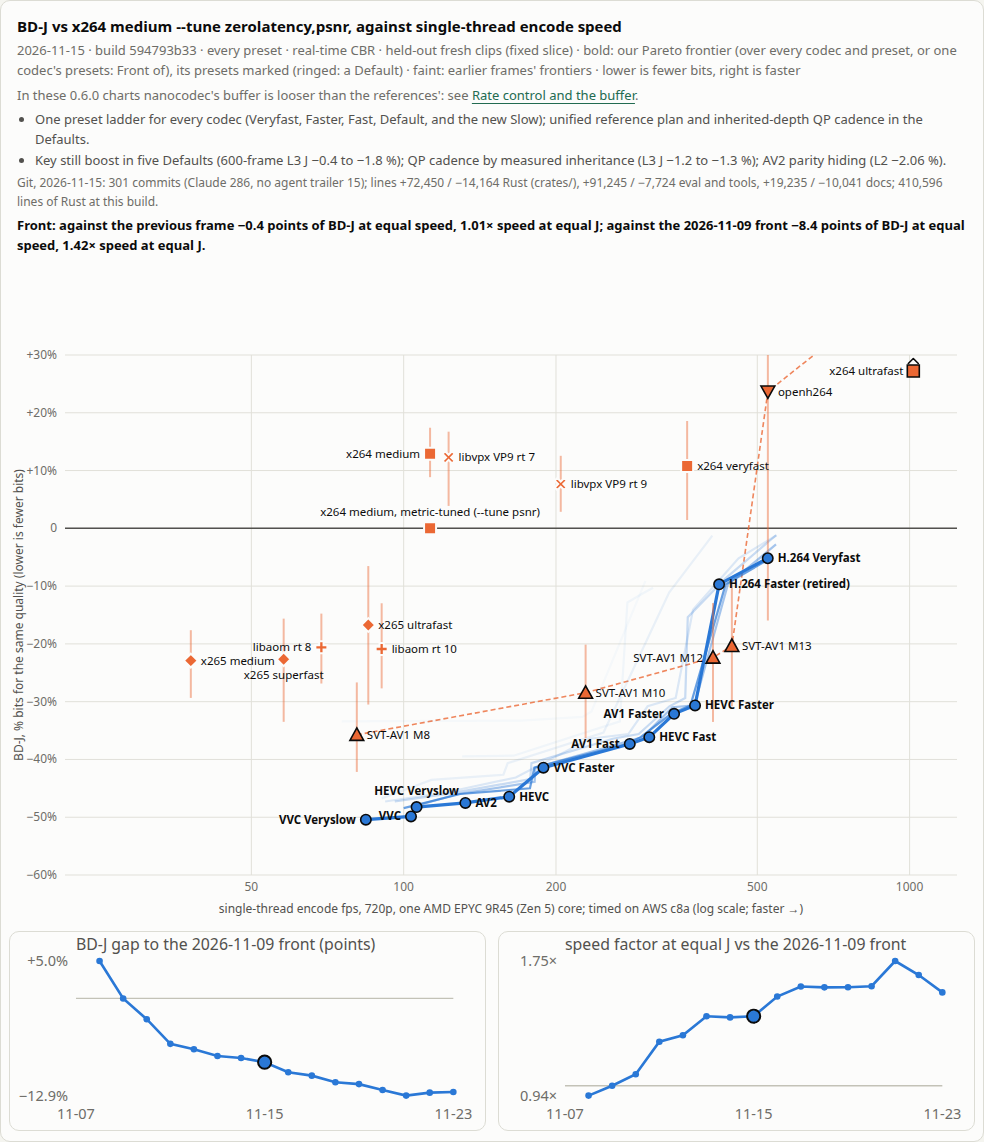 BD-J vs x264 medium --tune zerolatency,psnr, against single-thread encode speed
2026-11-15 · build 594793b33 · every preset · real-time CBR · held-out fresh clips (fixed slice) · bold: our Pareto frontier (over every codec and preset, or one
codec's presets: Front of), its presets marked (ringed: a Default) · faint: earlier frames' frontiers · lower is fewer bits, right is faster
In these 0.6.0 charts nanocodec's buffer is looser than the references': see Rate control and the buffer.
• One preset ladder for every codec (Veryfast, Faster, Fast, Default, and the new Slow); unified reference plan and inherited-depth QP cadence in the
Defaults.
• Key still boost in five Defaults (600-frame L3 J −0.4 to −1.8 %); QP cadence by measured inheritance (L3 J −1.2 to −1.3 %); AV2 parity hiding (L2 −2.06 %).
Git, 2026-11-15: 301 commits (Claude 286, no agent trailer 15); lines +72,450 / −14,164 Rust (crates/), +91,245 / −7,724 eval and tools, +19,235 / −10,041 docs; 410,596
lines of Rust at this build.
Front: against the previous frame −0.4 points of BD-J at equal speed, 1.01× speed at equal J; against the 2026-11-09 front −8.4 points of BD-J at equal
speed, 1.42× speed at equal J.
BD-J, % bits for the same quality (lower is fewer bits)
+30%
+20%
+10%
0
−10%
−20%
−30%
−40%
−50%
−60%
x264 ultrafast
openh264
x264 medium
libvpx VP9 rt 7
x264 veryfast
libvpx VP9 rt 9
x264 medium, metric-tuned (--tune psnr)
H.264 Veryfast
H.264 Faster (retired)
x265 ultrafast
libaom rt 8
libaom rt 10
SVT-AV1 M13
x265 medium
SVT-AV1 M12
x265 superfast
SVT-AV1 M10
HEVC Faster
AV1 Faster
SVT-AV1 M8
HEVC Fast
AV1 Fast
VVC Faster
HEVC Veryslow
HEVC
AV2
VVC
VVC Veryslow
50
100
200
500
1000
single-thread encode fps, 720p, one AMD EPYC 9R45 (Zen 5) core; timed on AWS c8a (log scale; faster →)
BD-J gap to the 2026-11-09 front (points)
+5.0%
−12.9%
11-07
11-15
11-23
speed factor at equal J vs the 2026-11-09 front
1.75×
0.94×
11-07
11-15
11-23